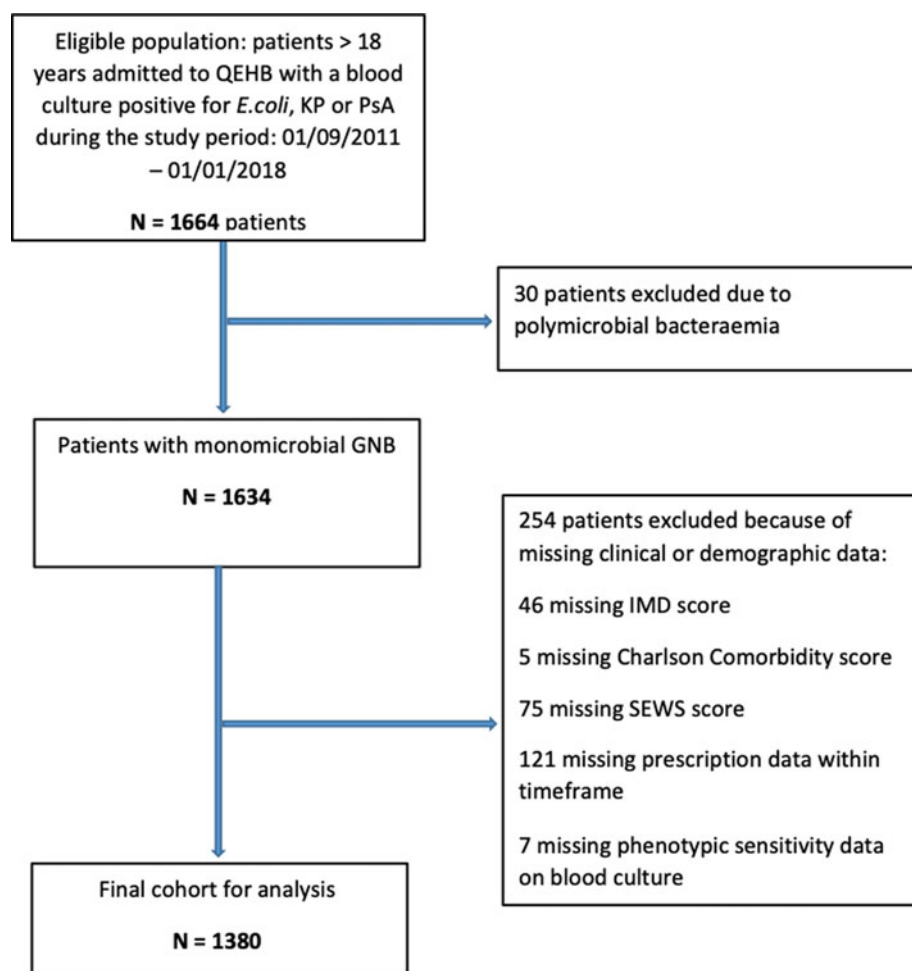 Eligible population: patients > 18
years admitted to QEHB with a blood
culture positive for E.coli, KP or PsA
during the study period: 01/09/2011
– 01/01/2018
N = 1664 patients
30 patients excluded due to
polymicrobial bacteraemia
Patients with monomicrobial GNB
N = 1634
254 patients excluded because of
missing clinical or demographic data:
46 missing IMD score
5 missing Charlson Comorbidity score
75 missing SEWS score
121 missing prescription data within
timeframe
7 missing phenotypic sensitivity data
on blood culture
Final cohort for analysis
N = 1380